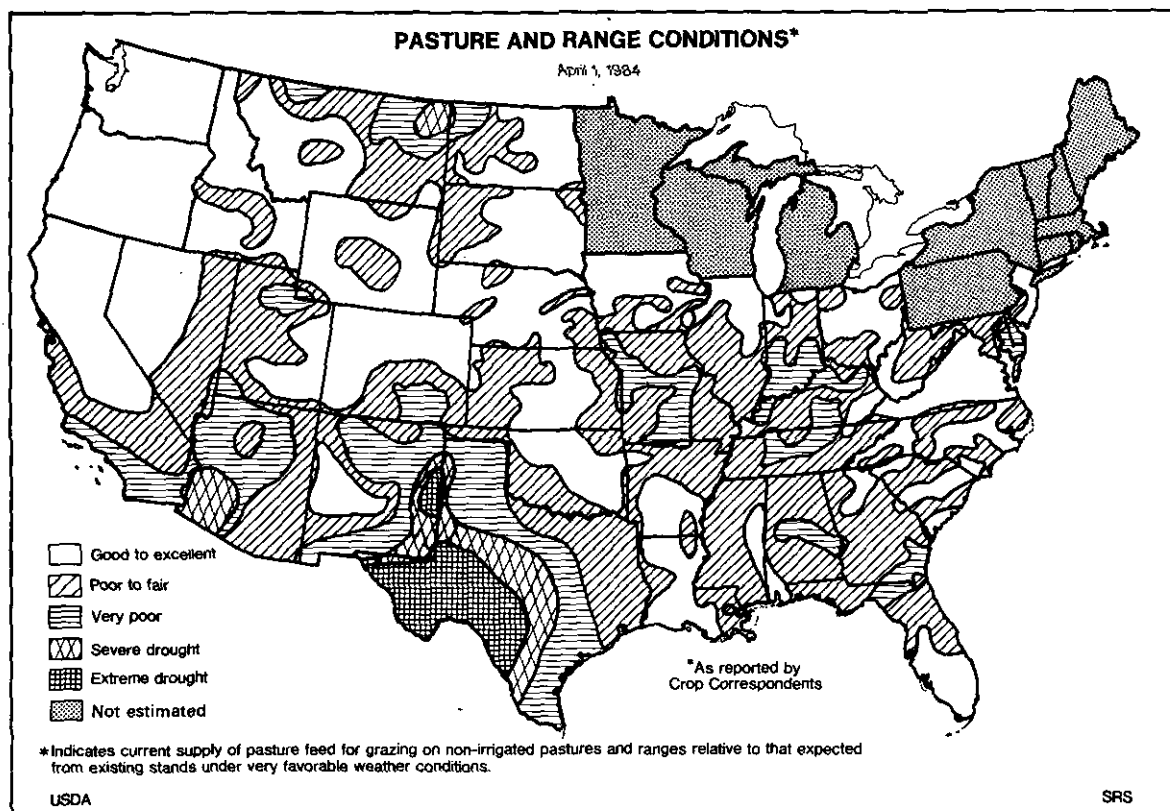 PASTURE AND RANGE CONDITIONS*
April 1, 1984
Good to excellent
Poor to fair
Very poor
Severe drought
Extreme drought
Not estimated
*As reported by
Crop Correspondents
*Indicates current supply of pasture feed for grazing on non-irrigated pastures and ranges relative to that expected
from existing stands under very favorable weather conditions.
USDA
SRS